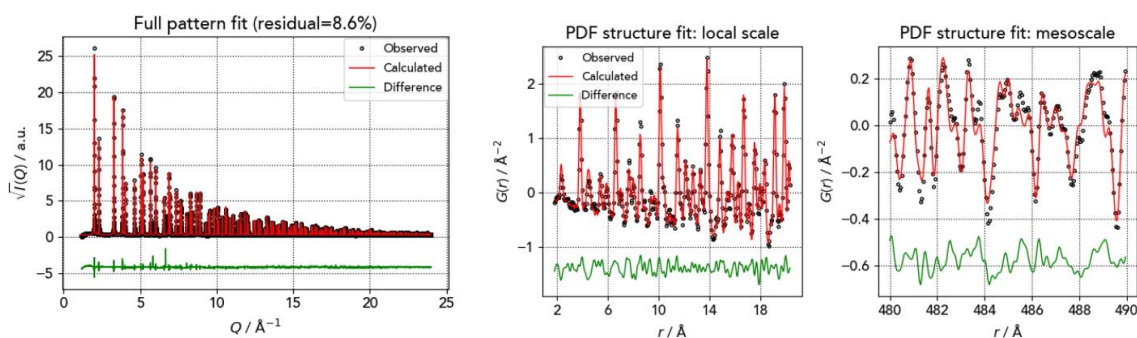 Full pattern fit (residual=8.6%)
Observed
Calculated
Difference
25
20
15
10
5
0
−5
√I(Q) / a.u.
0 5 10 15 20 25
Q / Å⁻¹
PDF structure fit: local scale
Observed
Calculated
Difference
2
1
0
−1
G(r) / Å⁻²
2 6 10 14 18
r / Å
PDF structure fit: mesoscale
0.2
0.0
−0.2
−0.4
−0.6
G(r) / Å⁻²
480 482 484 486 488 490
r / Å